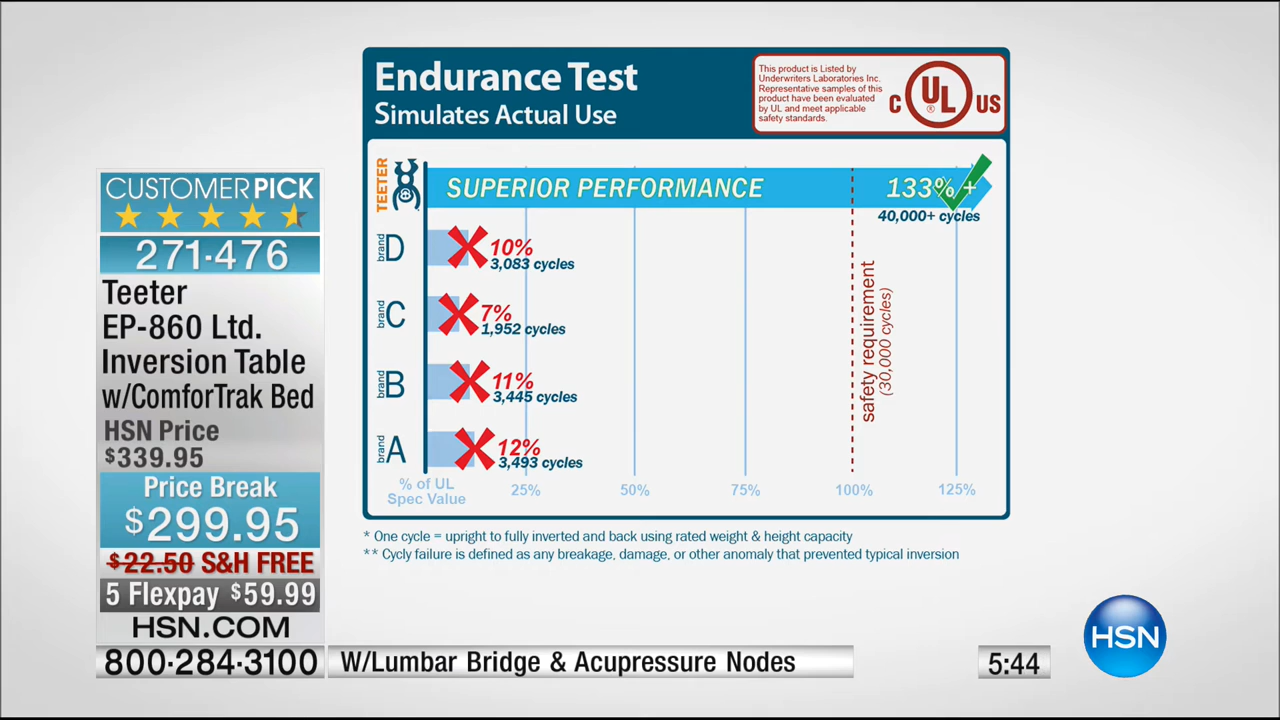 Endurance Test
Simulates Actual Use
This product is Listed by
Underwriters Laboratories Inc.
Representative samples of this
product have been evaluated
by UL and meet applicable
safety standards.
C UL ® US
TEETER
SUPERIOR PERFORMANCE 133% +
40,000+ cycles
brand D 10%
3,083 cycles
brand C 7%
1,952 cycles
brand B 11%
3,445 cycles
brand A 12%
3,493 cycles
safety requirement
(30,000 cycles)
% of UL
Spec Value
25% 50% 75% 100% 125%
* One cycle = upright to fully inverted and back using rated weight & height capacity
** Cycly failure is defined as any breakage, damage, or other anomaly that prevented typical inversion
CUSTOMER PICK
271·476
Teeter
EP-860 Ltd.
Inversion Table
w/ComforTrak Bed
HSN Price
$339.95
Price Break
$299.95
$22.50 S&H FREE
5 Flexpay $59.99
HSN.COM
800·284·3100
W/Lumbar Bridge & Acupressure Nodes
5:44
HSN